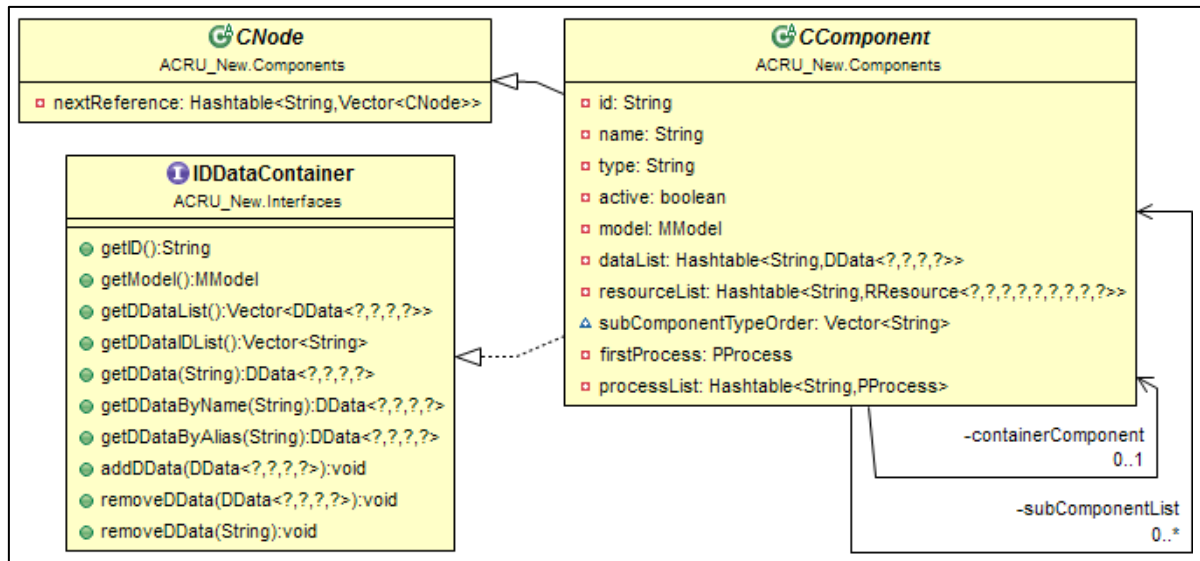 CNode
ACRU_New.Components
nextReference: Hashtable<String,Vector<CNode>>
IDDataContainer
ACRU_New.Interfaces
getID():String
getModel():MModel
getDDataList():Vector<DData<?,?,?,?>>
getDDataIDList():Vector<String>
getDData(String):DData<?,?,?,?>
getDDataByName(String):DData<?,?,?,?>
getDDataByAlias(String):DData<?,?,?,?>
addDData(DData<?,?,?,?>):void
removeDData(DData<?,?,?,?>):void
removeDData(String):void
CComponent
ACRU_New.Components
id: String
name: String
type: String
active: boolean
model: MModel
dataList: Hashtable<String,DData<?,?,?,?>>
resourceList: Hashtable<String,RResource<?,?,?,?,?,?,?,?,?>>
subComponentTypeOrder: Vector<String>
firstProcess: PProcess
processList: Hashtable<String,PProcess>
-containerComponent
0..1
-subComponentList
0..*